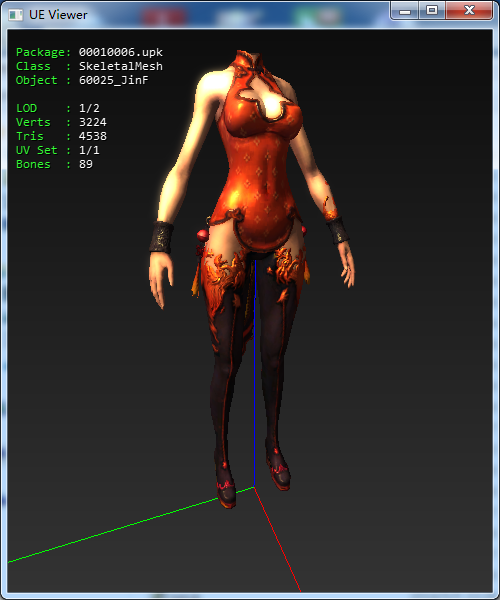 UE Viewer
Package: 00010006.upk
Class : SkeletalMesh
Object : 60025_JinF
LOD : 1/2
Verts : 3224
Tris : 4538
UV Set : 1/1
Bones : 89